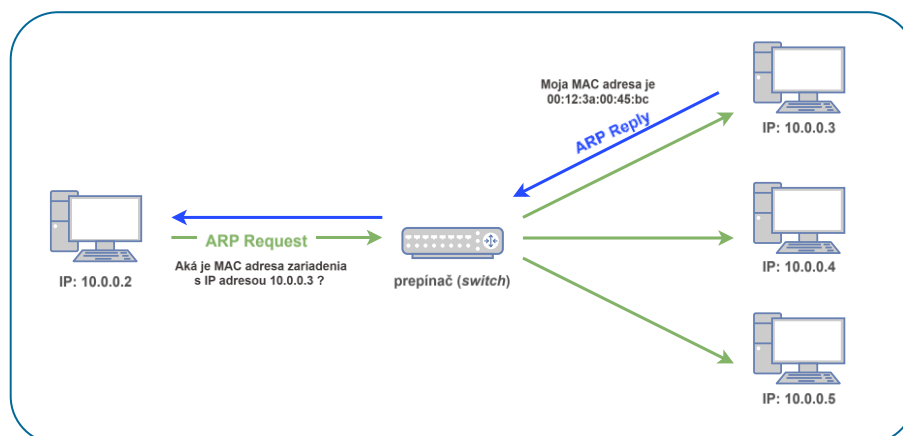 Moja MAC adresa je
00:12:3a:00:45:bc
ARP Reply
IP: 10.0.0.3
ARP Request
Aká je MAC adresa zariadenia
s IP adresou 10.0.0.3 ?
IP: 10.0.0.2
prepínač (switch)
IP: 10.0.0.4
IP: 10.0.0.5